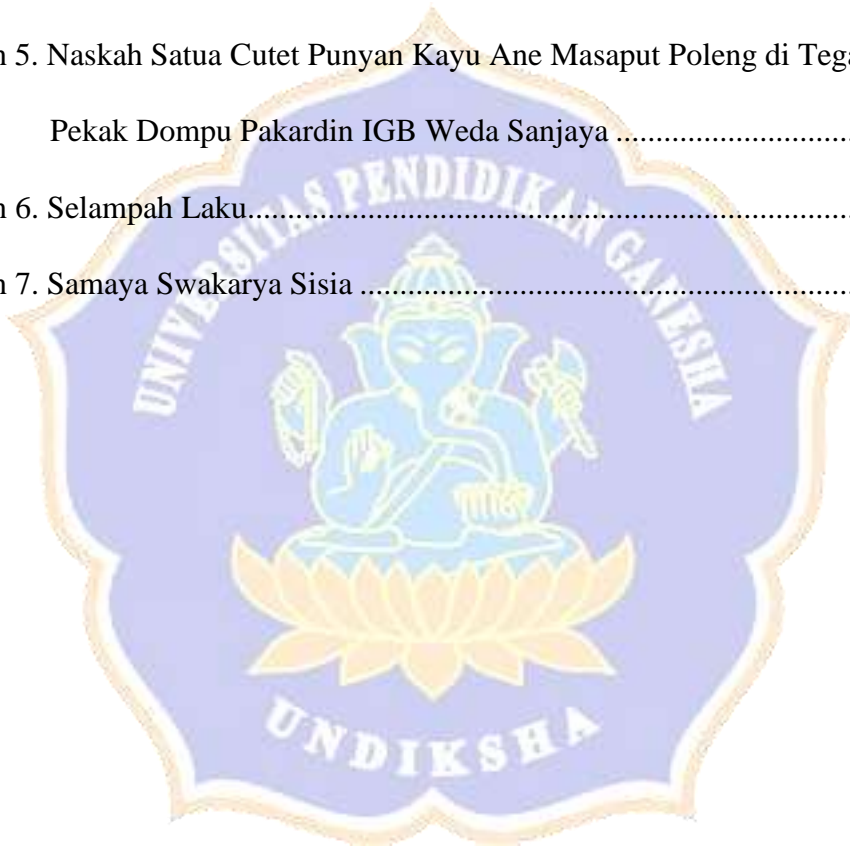 n 5. Naskah Satua Cutet Punyan Kayu Ane Masaput Poleng di Tega
Pekak Dompu Pakardin IGB Weda Sanjaya ..............................
n 6. Selampah Laku............................................................................
n 7. Samaya Swakarya Sisia ..............................................................
UNIVERSITAS PENDIDIKAN GANESHA
UNDIKSHA